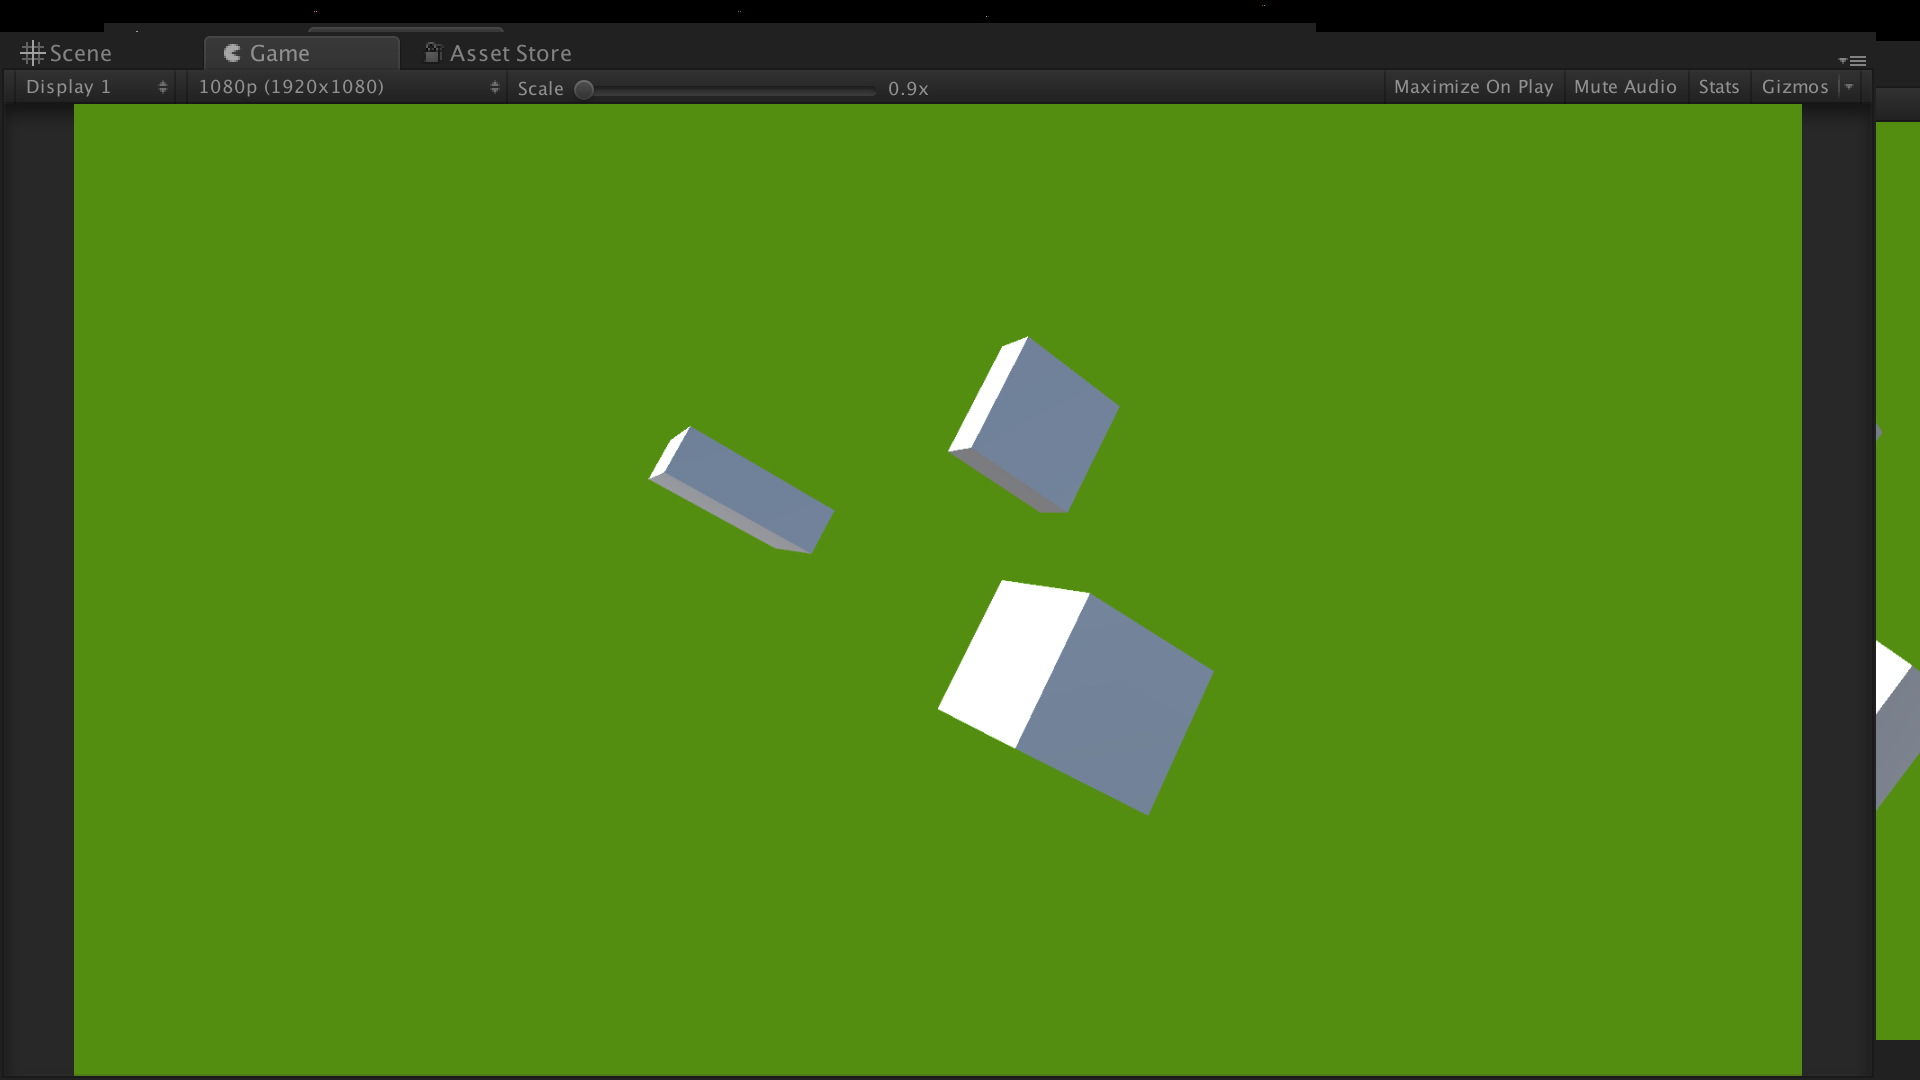 Scene Game Asset Store
Display 1 1080p (1920x1080) Scale 0.9x Maximize On Play Mute Audio Stats Gizmos